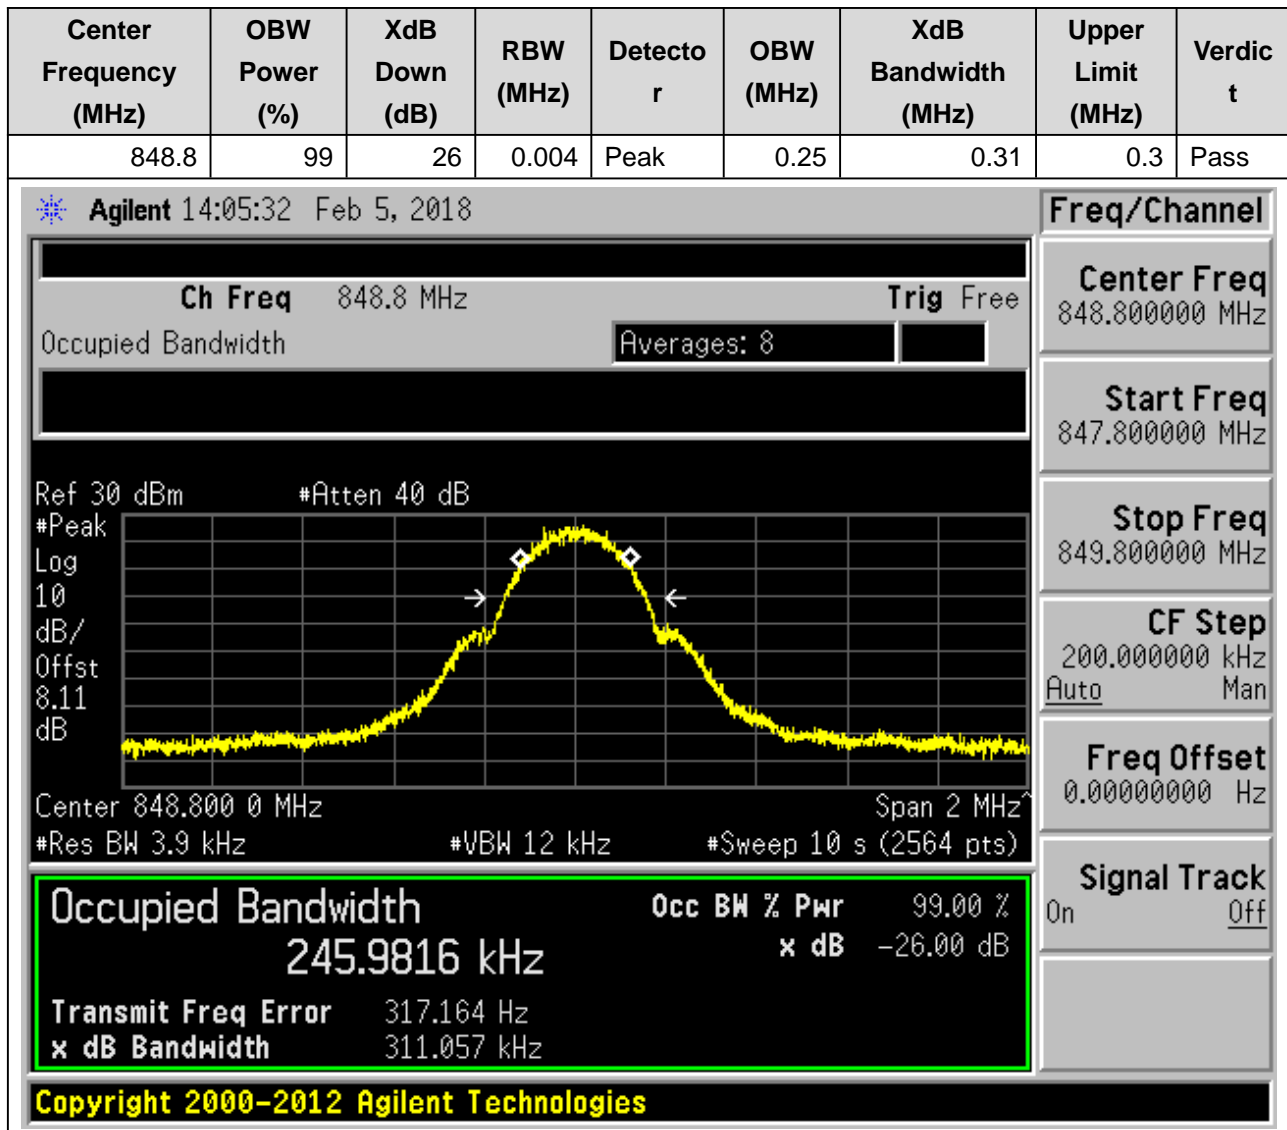 Center Frequency (MHz) OBW Power (%) XdB Down (dB) RBW (MHz) Detecto r OBW (MHz) XdB Bandwidth (MHz) Upper Limit (MHz) Verdic t
848.8 99 26 0.004 Peak 0.25 0.31 0.3 Pass
Agilent 14:05:32 Feb 5, 2018
Ch Freq 848.8 MHz Trig Free
Occupied Bandwidth Averages: 8
Ref 30 dBm #Atten 40 dB
#Peak
Log
10
dB/
Offst
8.11
dB
Center 848.800 0 MHz Span 2 MHz^
#Res BW 3.9 kHz #VBW 12 kHz #Sweep 10 s (2564 pts)
Occupied Bandwidth Occ BW % Pwr 99.00 %
245.9816 kHz x dB -26.00 dB
Transmit Freq Error 317.164 Hz
x dB Bandwidth 311.057 kHz
Copyright 2000-2012 Agilent Technologies
Freq/Channel
Center Freq
848.800000 MHz
Start Freq
847.800000 MHz
Stop Freq
849.800000 MHz
CF Step
200.000000 kHz
Auto Man
Freq Offset
0.00000000 Hz
Signal Track
On Off